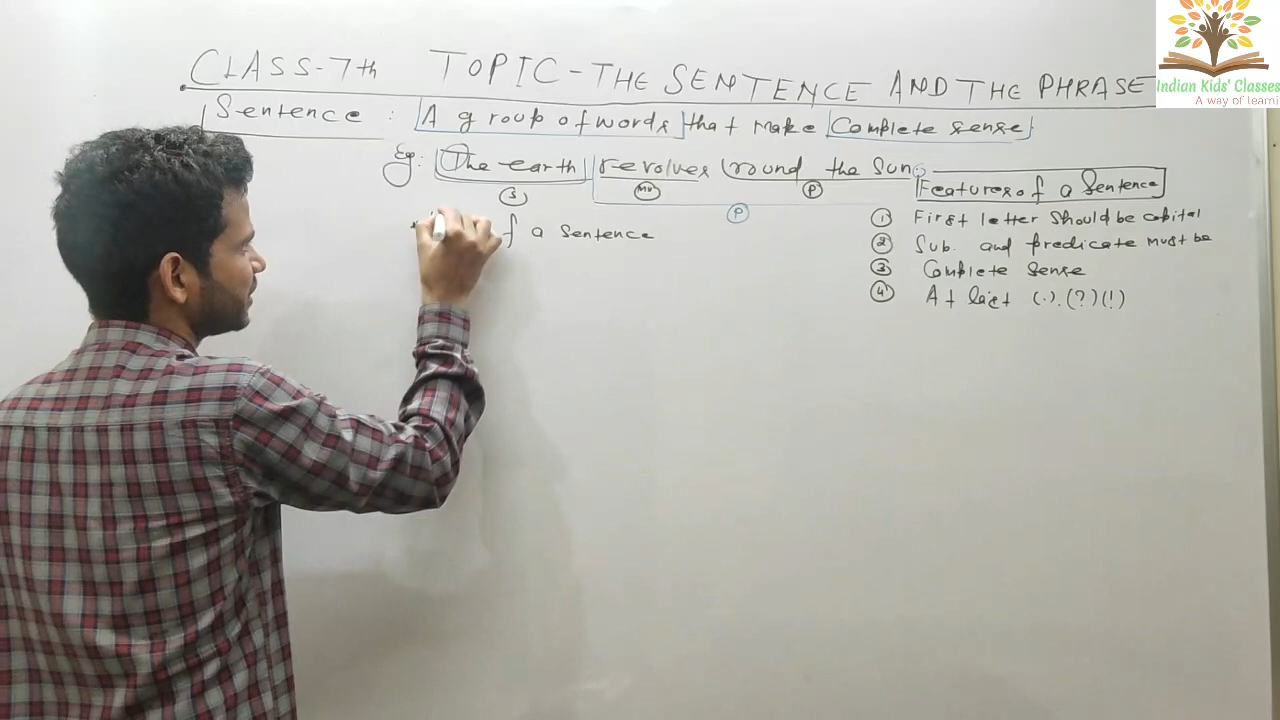 CLASS-7th TOPIC-THE SENTENCE AND THE PHRASE
Sentence : A group of words that make Complete sense
Eg: The earth revolves round the Sun.
S MV P
P
f a Sentence
Features of a Sentence
① First letter should be capital
② Sub. and predicate must be
③ Complete sense
④ At last (.). (?) (!)
Indian Kids' Classes
A way of learni